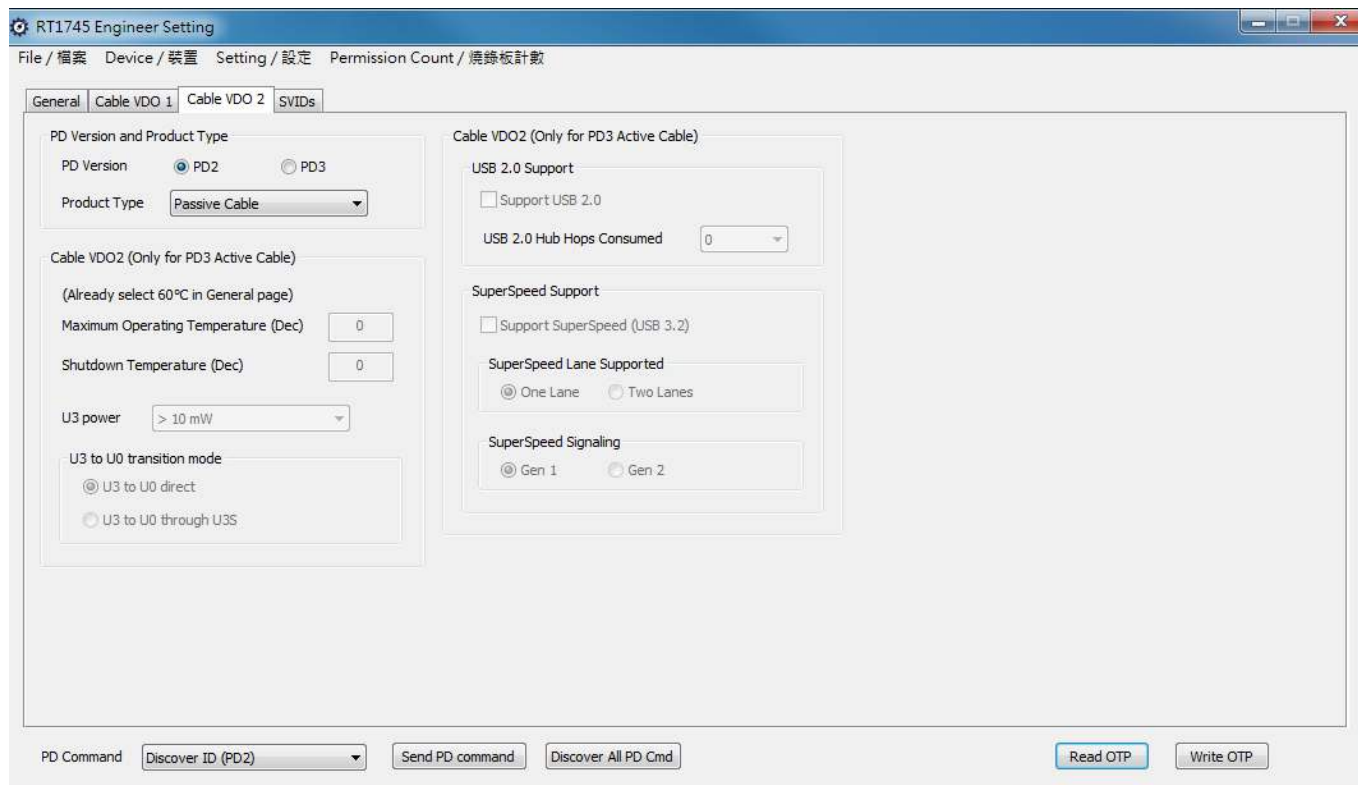 RT1745 Engineer Setting
File / 檔案 Device / 裝置 Setting / 設定 Permission Count / 燒錄板計數
General Cable VDO 1 Cable VDO 2 SVIDs
PD Version and Product Type
PD Version PD2 PD3
Product Type Passive Cable
Cable VDO2 (Only for PD3 Active Cable)
(Already select 60°C in General page)
Maximum Operating Temperature (Dec) 0
Shutdown Temperature (Dec) 0
U3 power > 10 mW
U3 to U0 transition mode
U3 to U0 direct
U3 to U0 through U3S
Cable VDO2 (Only for PD3 Active Cable)
USB 2.0 Support
Support USB 2.0
USB 2.0 Hub Hops Consumed 0
SuperSpeed Support
Support SuperSpeed (USB 3.2)
SuperSpeed Lane Supported
One Lane Two Lanes
SuperSpeed Signaling
Gen 1 Gen 2
PD Command Discover ID (PD2) Send PD command Discover All PD Cmd Read OTP Write OTP